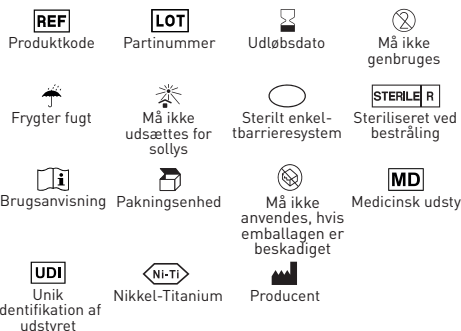 REF
LOT
Produktkode
Partinummer
Udløbsdato
Må ikke
genbruges
STERILE R
Frygter fugt
Må ikke
udsættes for
sollys
Sterilt enkel-
tbarrieresystem
Steriliseret ved
bestråling
i
MD
Brugsanvisning
Pakningsenhed
Må ikke
anvendes, hvis
emballagen er
beskadiget
Medicinsk udsty
UDI
Ni-Ti
Unik
dentifikation af
udstyret
Nikkel-Titanium
Producent